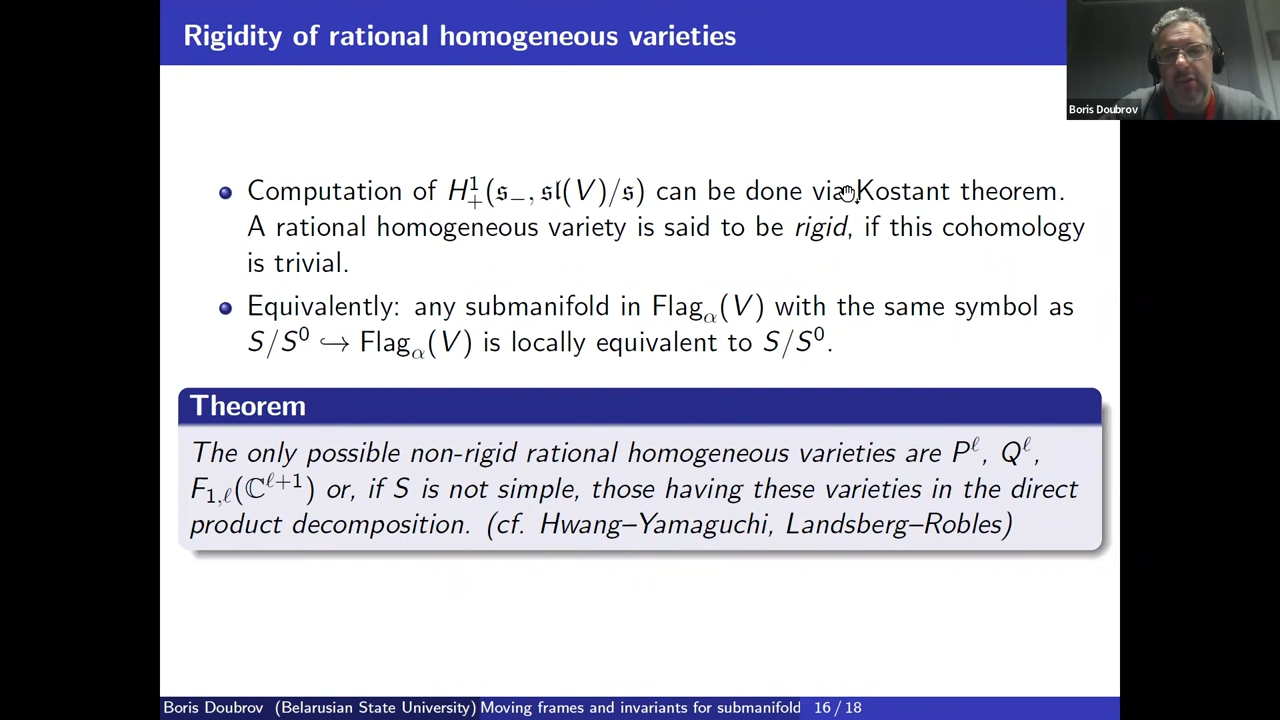 Rigidity of rational homogeneous varieties
Boris Doubrov
Computation of H¹₊(𝔰₋, 𝔰𝔩(V)/𝔰) can be done via Kostant theorem.
A rational homogeneous variety is said to be rigid, if this cohomology
is trivial.
Equivalently: any submanifold in Flag_α(V) with the same symbol as
S/S⁰ ↪ Flag_α(V) is locally equivalent to S/S⁰.
Theorem
The only possible non-rigid rational homogeneous varieties are P^ℓ, Q^ℓ,
F_{1,ℓ}(ℂ^{ℓ+1}) or, if S is not simple, those having these varieties in the direct
product decomposition. (cf. Hwang–Yamaguchi, Landsberg–Robles)
Boris Doubrov (Belarusian State University) Moving frames and invariants for submanifold 16 / 18